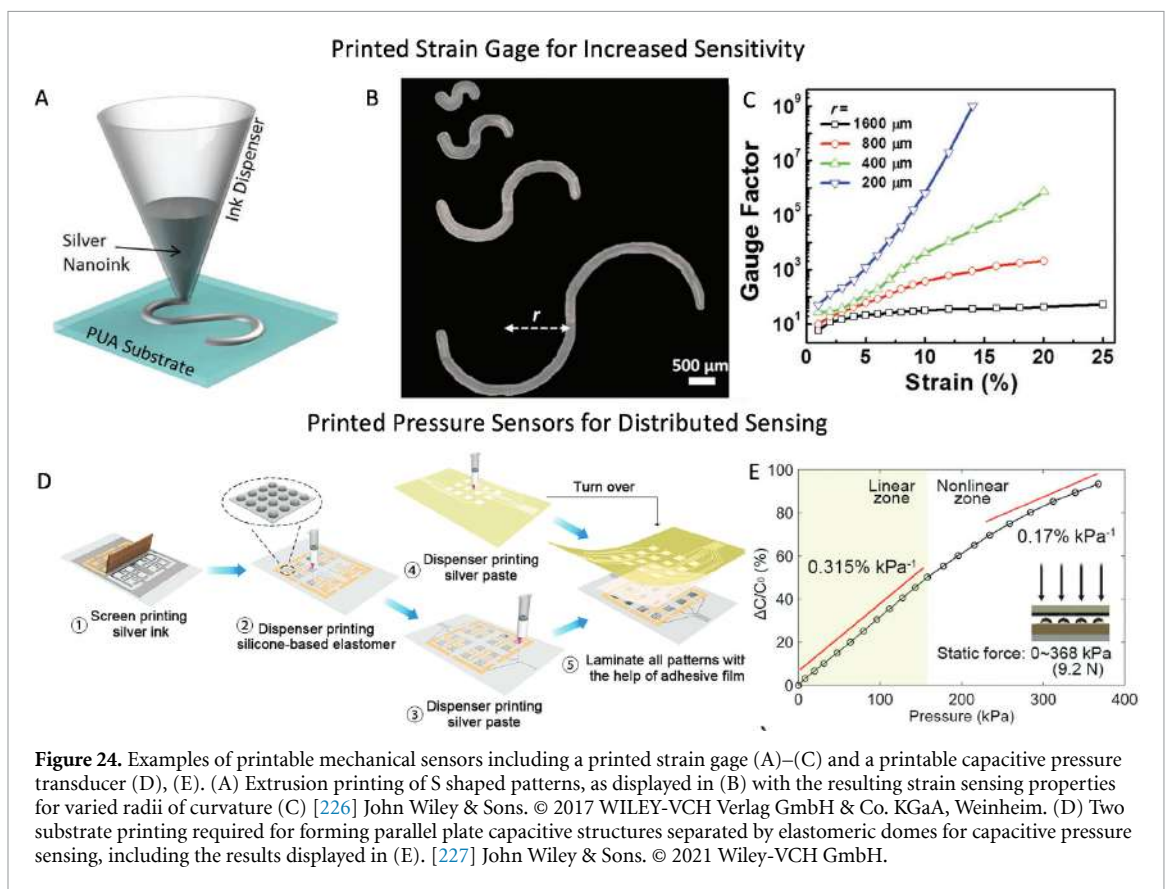 Printed Strain Gage for Increased Sensitivity
A
Ink Dispenser
Silver
Nanoink
PUA Substrate
B
r
500 µm
C
Gauge Factor
10⁹
10⁷
10⁵
10³
10¹
r =
1600 µm
800 µm
400 µm
200 µm
0 5 10 15 20 25
Strain (%)
Printed Pressure Sensors for Distributed Sensing
D
① Screen printing
silver ink
② Dispenser printing
silicone-based elastomer
④ Dispenser printing
silver paste
③ Dispenser printing
silver paste
Turn over
⑤ Laminate all patterns with
the help of adhesive film
E
ΔC/C₀ (%)
100
80
60
40
20
0
Linear
zone
Nonlinear
zone
0.315% kPa⁻¹
0.17% kPa⁻¹
Static force: 0~368 kPa
(9.2 N)
0 100 200 300 400
Pressure (kPa)
Figure 24. Examples of printable mechanical sensors including a printed strain gage (A)–(C) and a printable capacitive pressure
transducer (D), (E). (A) Extrusion printing of S shaped patterns, as displayed in (B) with the resulting strain sensing properties
for varied radii of curvature (C) [226] John Wiley & Sons. © 2017 WILEY-VCH Verlag GmbH & Co. KGaA, Weinheim. (D) Two
substrate printing required for forming parallel plate capacitive structures separated by elastomeric domes for capacitive pressure
sensing, including the results displayed in (E). [227] John Wiley & Sons. © 2021 Wiley-VCH GmbH.